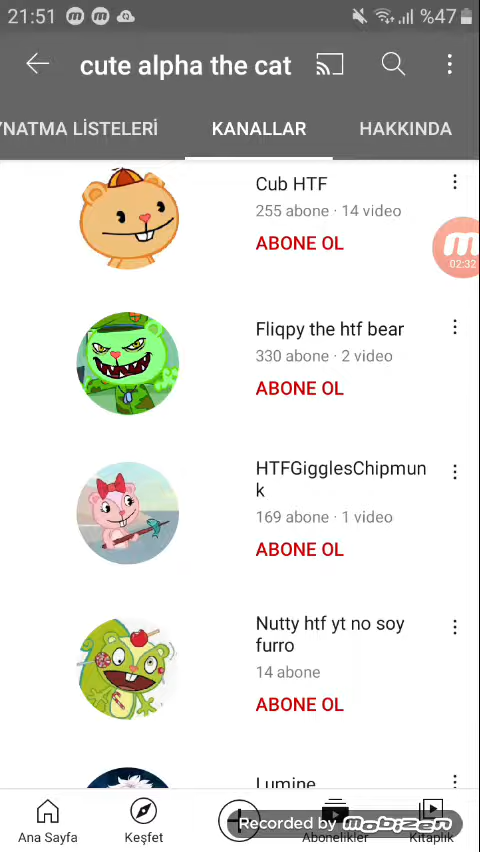 21:51
%47
cute alpha the cat
YNATMA LİSTELERİ
KANALLAR
HAKKINDA
Cub HTF
255 abone · 14 video
ABONE OL
02:32
Fliqpy the htf bear
330 abone · 2 video
ABONE OL
HTFGigglesChipmun
k
169 abone · 1 video
ABONE OL
Nutty htf yt no soy
furro
14 abone
ABONE OL
Lumine
Ana Sayfa
Keşfet
Abonelikler
Kitaplık
Recorded by mobizen